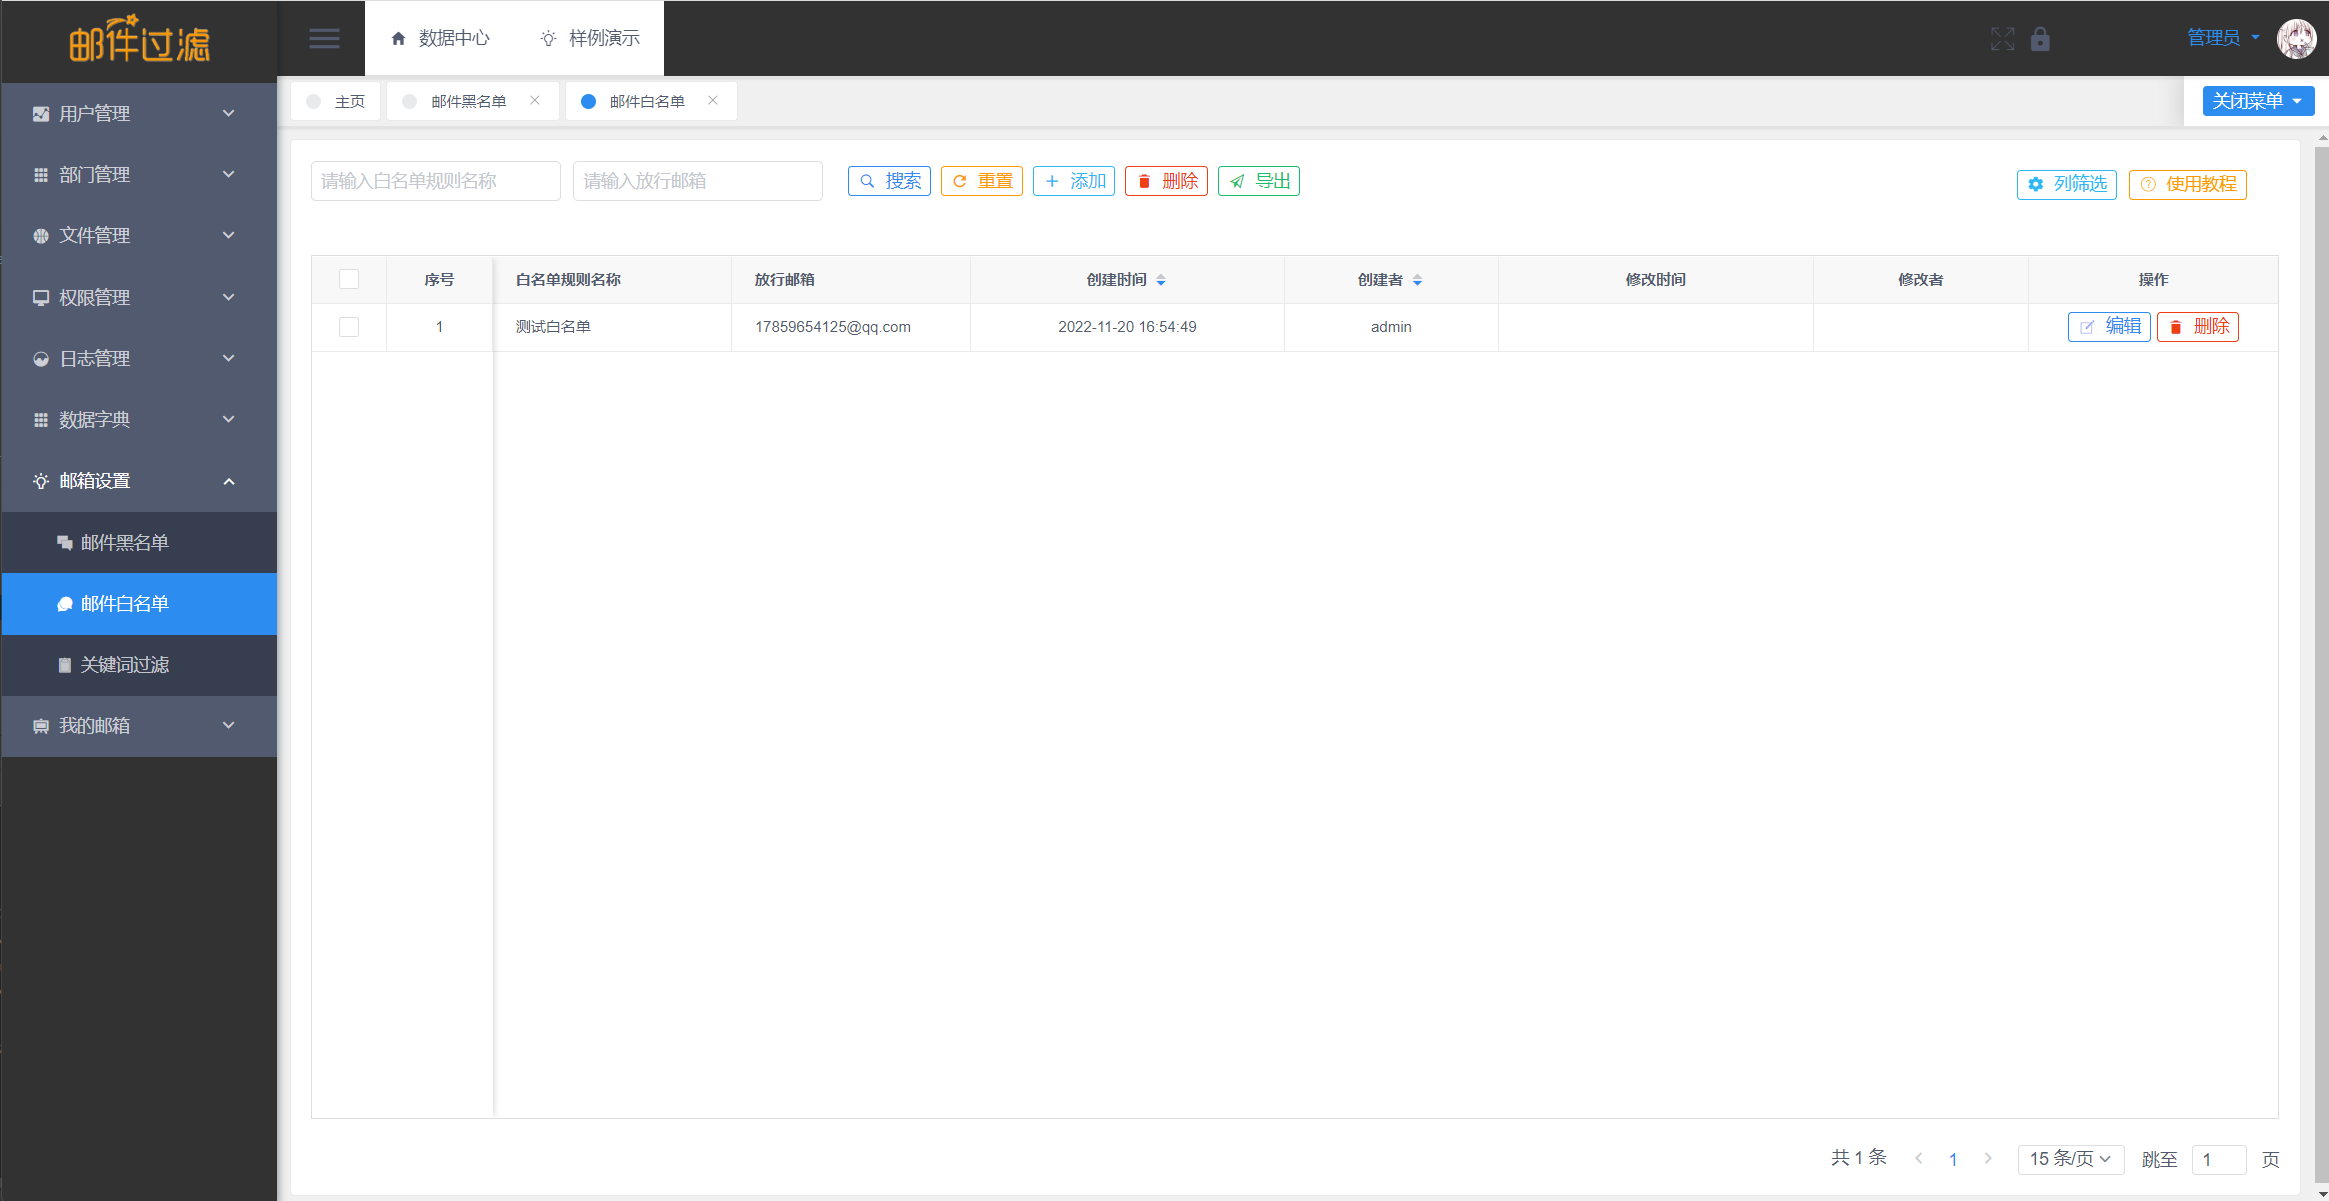 邮件过滤
数据中心
样例演示
管理员
主页
邮件黑名单
邮件白名单
关闭菜单
用户管理
部门管理
文件管理
权限管理
日志管理
数据字典
邮箱设置
邮件黑名单
邮件白名单
关键词过滤
我的邮箱
请输入白名单规则名称
请输入放行邮箱
搜索
重置
添加
删除
导出
列筛选
使用教程
序号 白名单规则名称 放行邮箱 创建时间 创建者 修改时间 修改者 操作
1 测试白名单 17859654125@qq.com 2022-11-20 16:54:49 admin 编辑 删除
共 1 条 1 15 条/页 跳至 1 页